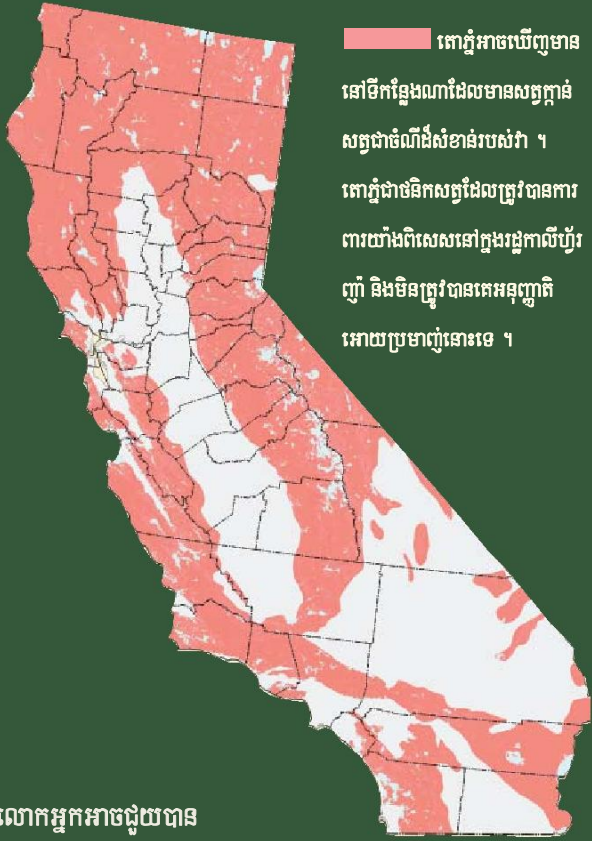 តោភ្នំអាចឃើញមាន
នៅទីកន្លែងណាដែលមានសត្វក្តាន់
សត្វជាចំណីដ៏សំខាន់របស់វា ។
តោភ្នំជាថនិកសត្វដែលត្រូវបានការ
ពារយ៉ាងពិសេសនៅក្នុងរដ្ឋកាលីហ្វ័រ
ញ៉ា និងមិនត្រូវបានគេអនុញ្ញាតិ
អោយប្រមាញ់នោះទេ ។
លោកអ្នកអាចជួយបាន